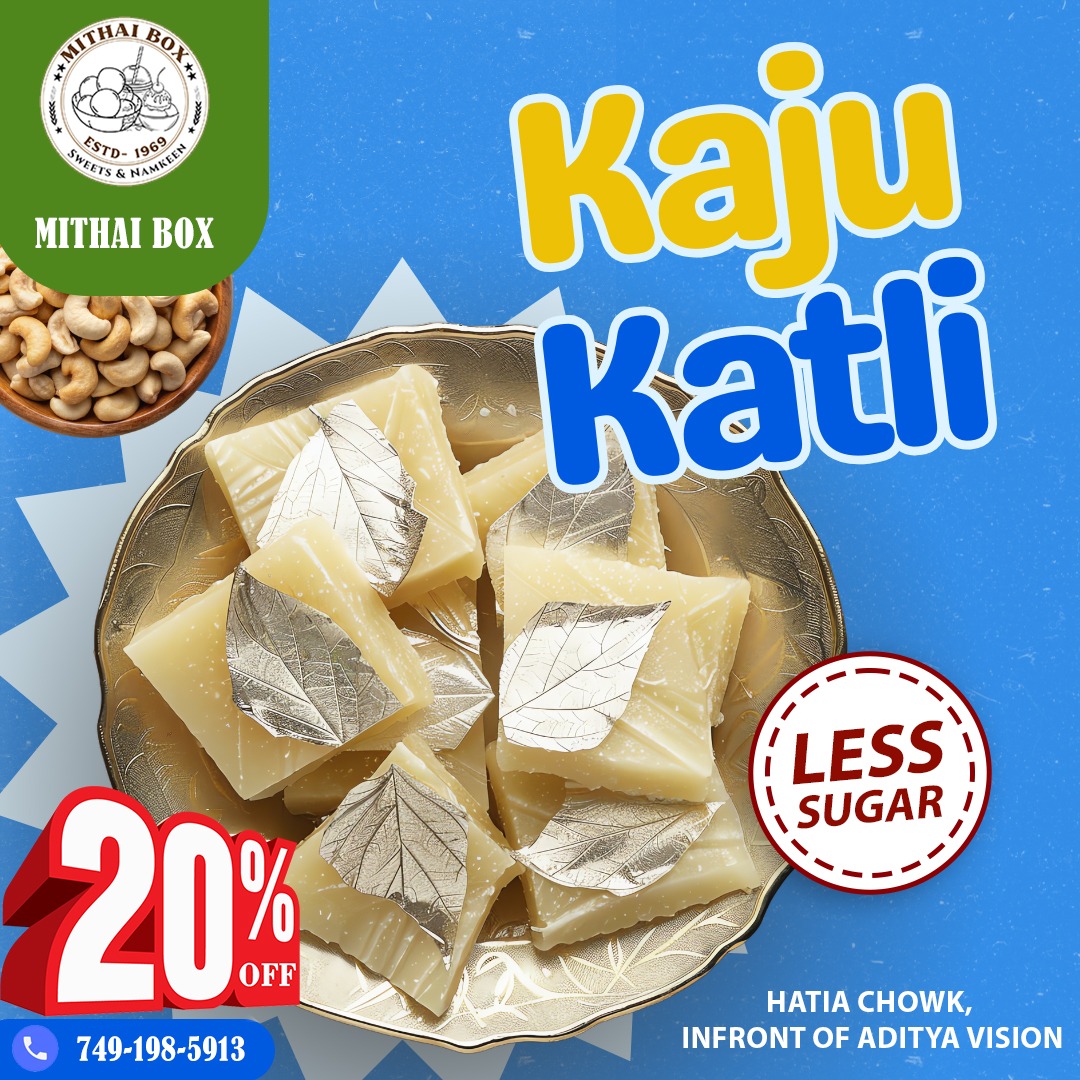 MITHAI BOX
ESTD- 1969
SWEETS & NAMKEEN
MITHAI BOX
Kaju
Katli
LESS
SUGAR
20%
OFF
749-198-5913
HATIA CHOWK,
INFRONT OF ADITYA VISION